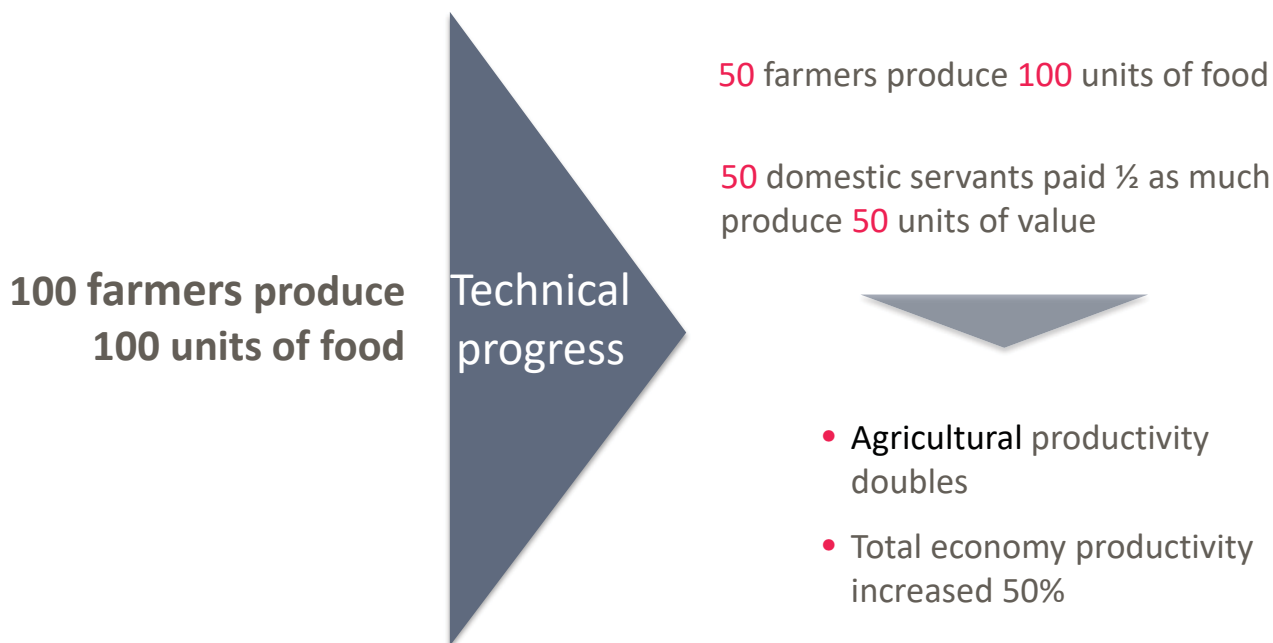 100 farmers produce
100 units of food
Technical
progress
50 farmers produce 100 units of food
50 domestic servants paid ½ as much
produce 50 units of value
• Agricultural productivity
doubles
• Total economy productivity
increased 50%